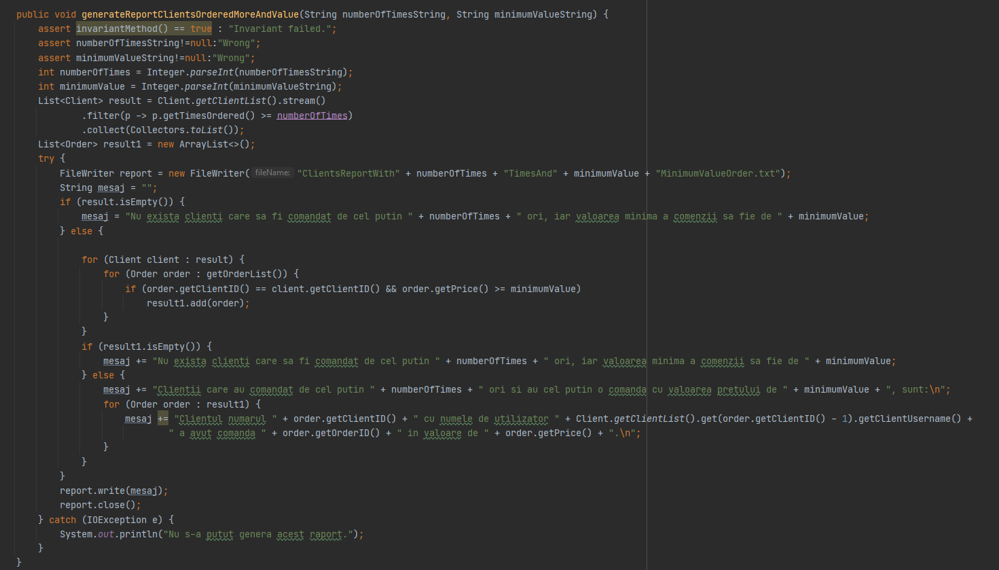 public void generateReportClientsOrderedMoreAndValue(String numberOfTimesString, String minimumValueString) {
    assert invariantMethod() == true : "Invariant failed.";
    assert numberOfTimesString!=null:"Wrong";
    assert minimumValueString!=null:"Wrong";
    int numberOfTimes = Integer.parseInt(numberOfTimesString);
    int minimumValue = Integer.parseInt(minimumValueString);
    List<Client> result = Client.getClientList().stream()
            .filter(p -> p.getTimesOrdered() >= numberOfTimes)
            .collect(Collectors.toList());
    List<Order> result1 = new ArrayList<>();
    try {
        FileWriter report = new FileWriter( fileName: "ClientsReportWith" + numberOfTimes + "TimesAnd" + minimumValue + "MinimumValueOrder.txt");
        String mesaj = "";
        if (result.isEmpty()) {
            mesaj = "Nu exista clienti care sa fi comandat de cel putin " + numberOfTimes + " ori, iar valoarea minima a comenzii sa fie de " + minimumValue;
        } else {
            for (Client client : result) {
                for (Order order : getOrderList()) {
                    if (order.getClientID() == client.getClientID() && order.getPrice() >= minimumValue)
                        result1.add(order);
                }
            }
            if (result1.isEmpty()) {
                mesaj += "Nu exista clienti care sa fi comandat de cel putin " + numberOfTimes + " ori, iar valoarea minima a comenzii sa fie de " + minimumValue;
            } else {
                mesaj += "Clientii care au comandat de cel putin " + numberOfTimes + " ori si au cel putin o comanda cu valoarea pretului de " + minimumValue + ", sunt:\n";
                for (Order order : result1) {
                    mesaj += "Clientul numarul " + order.getClientID() + " cu numele de utilizator " + Client.getClientList().get(order.getClientID() - 1).getClientUsername() +
                            " a avut comanda " + order.getOrderID() + " in valoare de " + order.getPrice() + ".\n";
                }
            }
        }
        report.write(mesaj);
        report.close();
    } catch (IOException e) {
        System.out.println("Nu s-a putut genera acest raport.");
    }
}